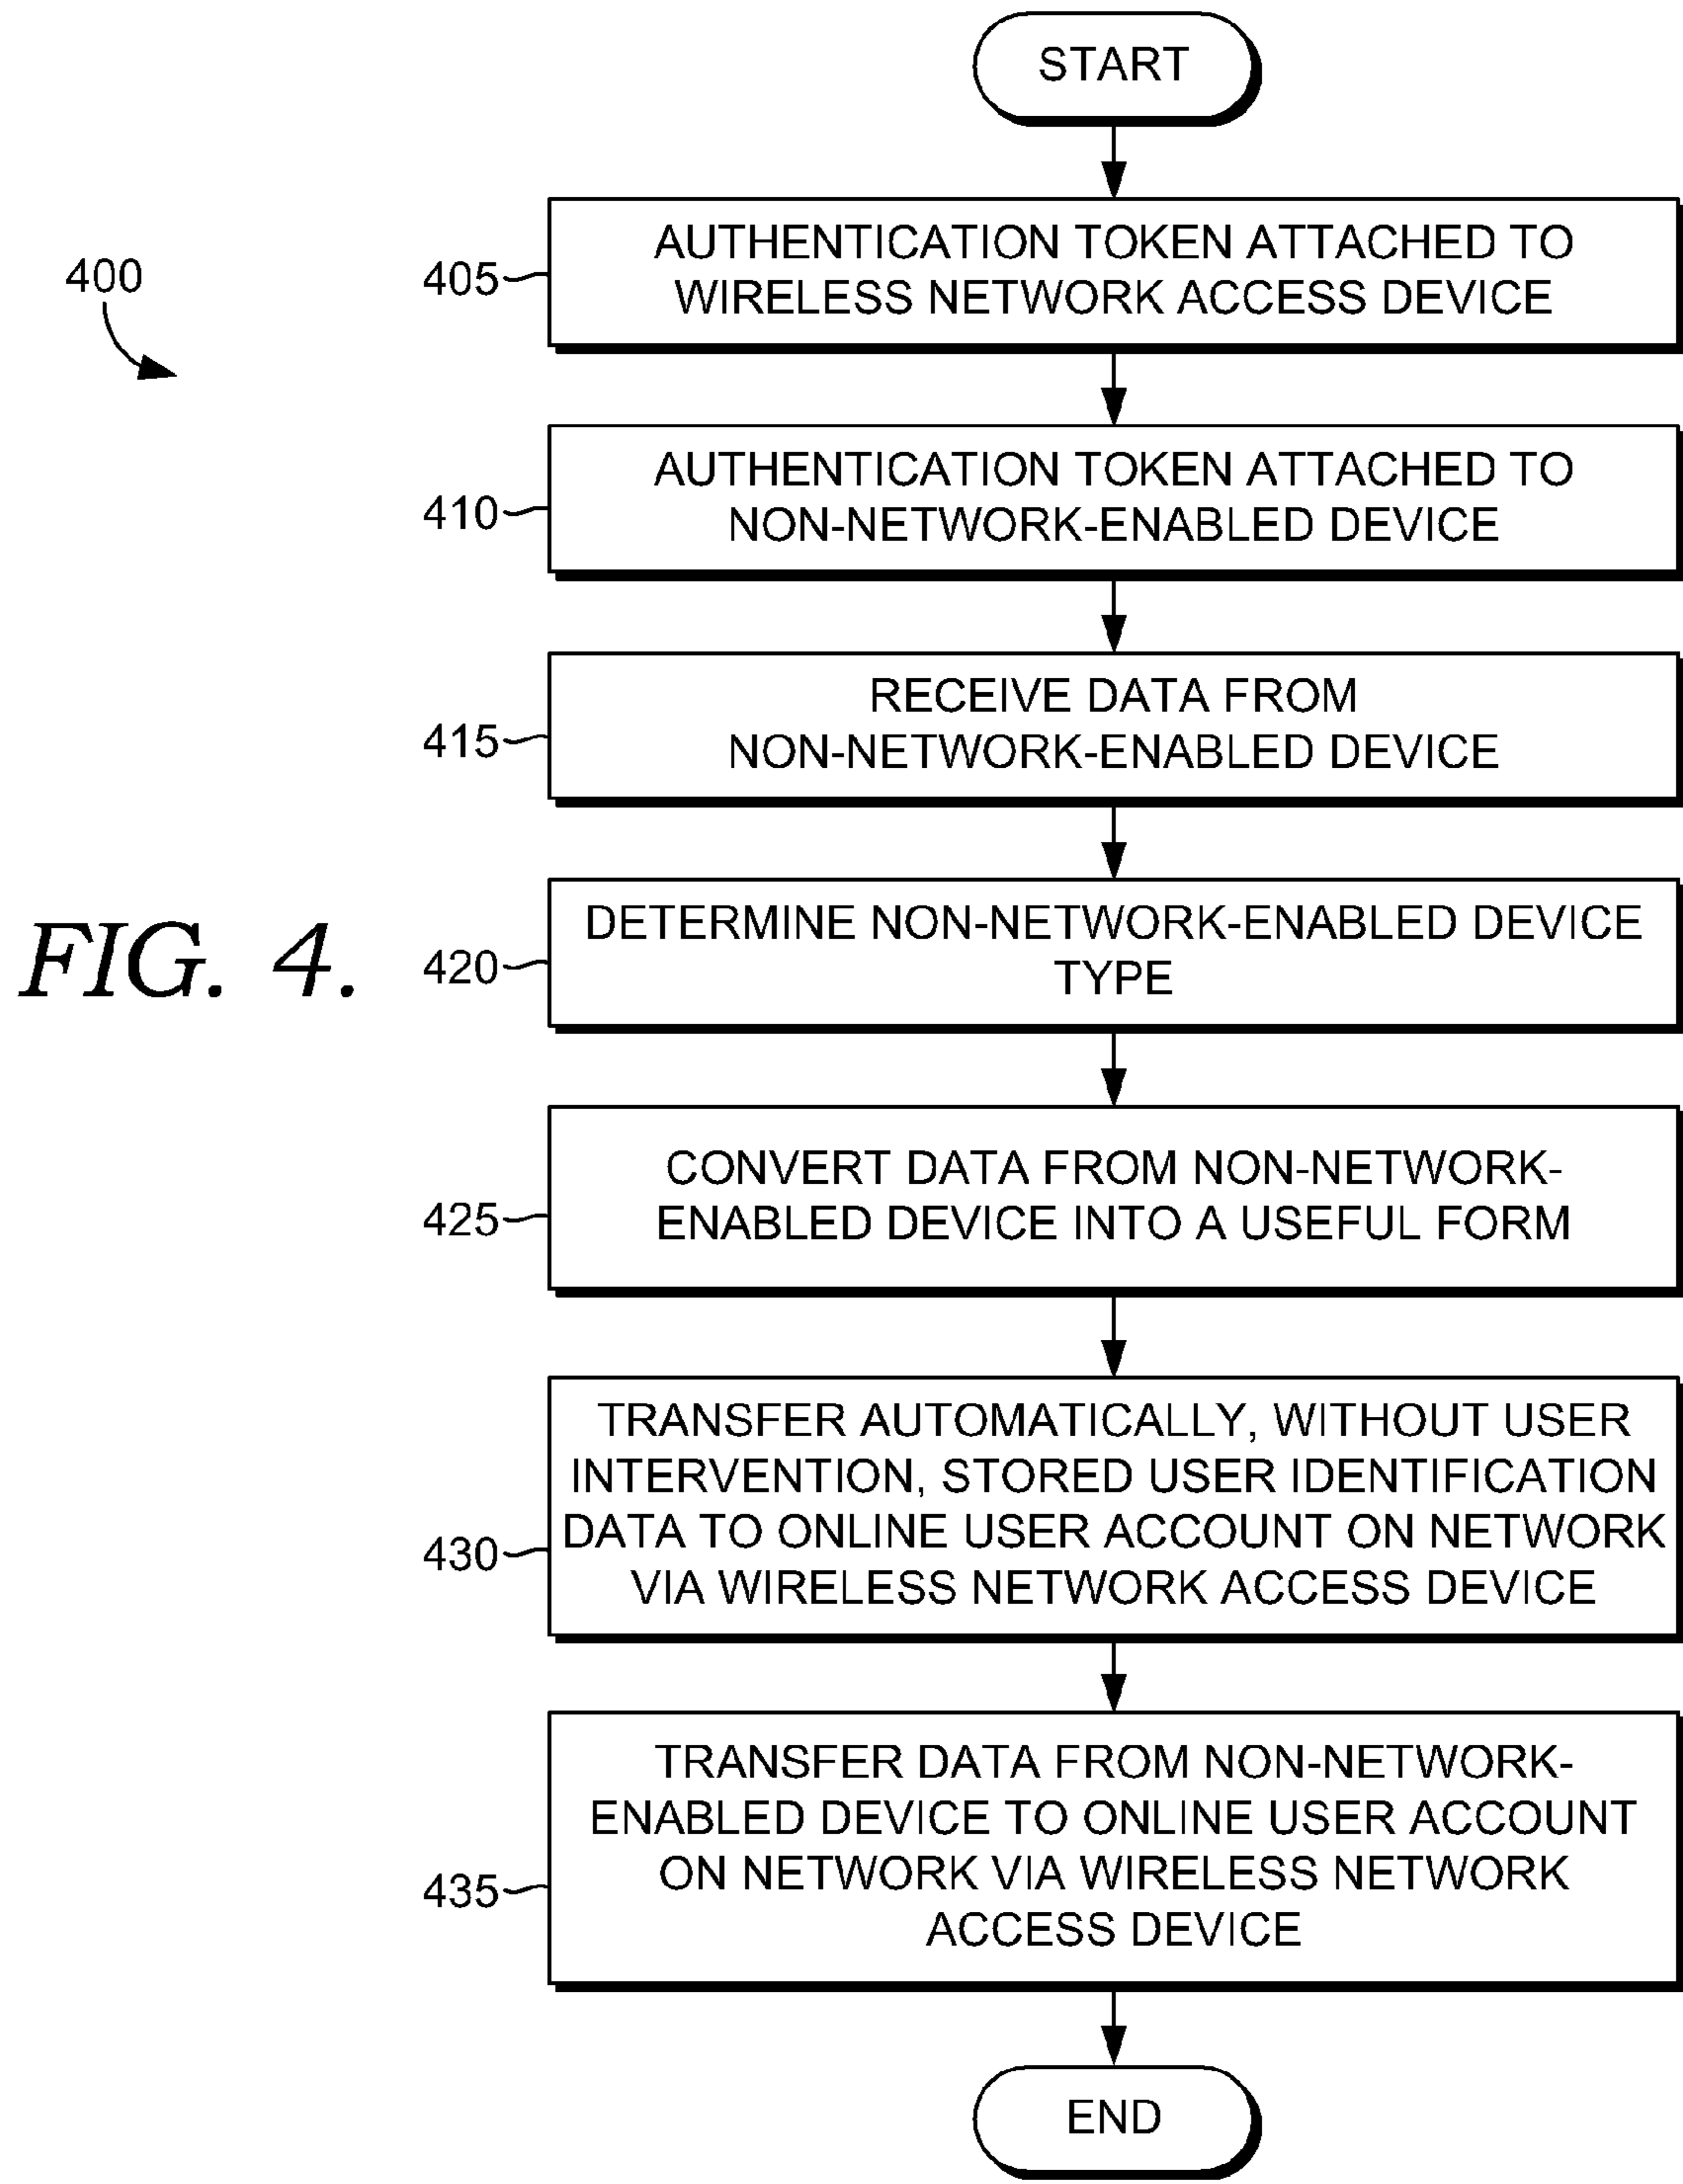 START
400
405
AUTHENTICATION TOKEN ATTACHED TO
WIRELESS NETWORK ACCESS DEVICE
410
AUTHENTICATION TOKEN ATTACHED TO
NON-NETWORK-ENABLED DEVICE
415
RECEIVE DATA FROM
NON-NETWORK-ENABLED DEVICE
FIG. 4.
420
DETERMINE NON-NETWORK-ENABLED DEVICE
TYPE
425
CONVERT DATA FROM NON-NETWORK-
ENABLED DEVICE INTO A USEFUL FORM
430
TRANSFER AUTOMATICALLY, WITHOUT USER
INTERVENTION, STORED USER IDENTIFICATION
DATA TO ONLINE USER ACCOUNT ON NETWORK
VIA WIRELESS NETWORK ACCESS DEVICE
435
TRANSFER DATA FROM NON-NETWORK-
ENABLED DEVICE TO ONLINE USER ACCOUNT
ON NETWORK VIA WIRELESS NETWORK
ACCESS DEVICE
END